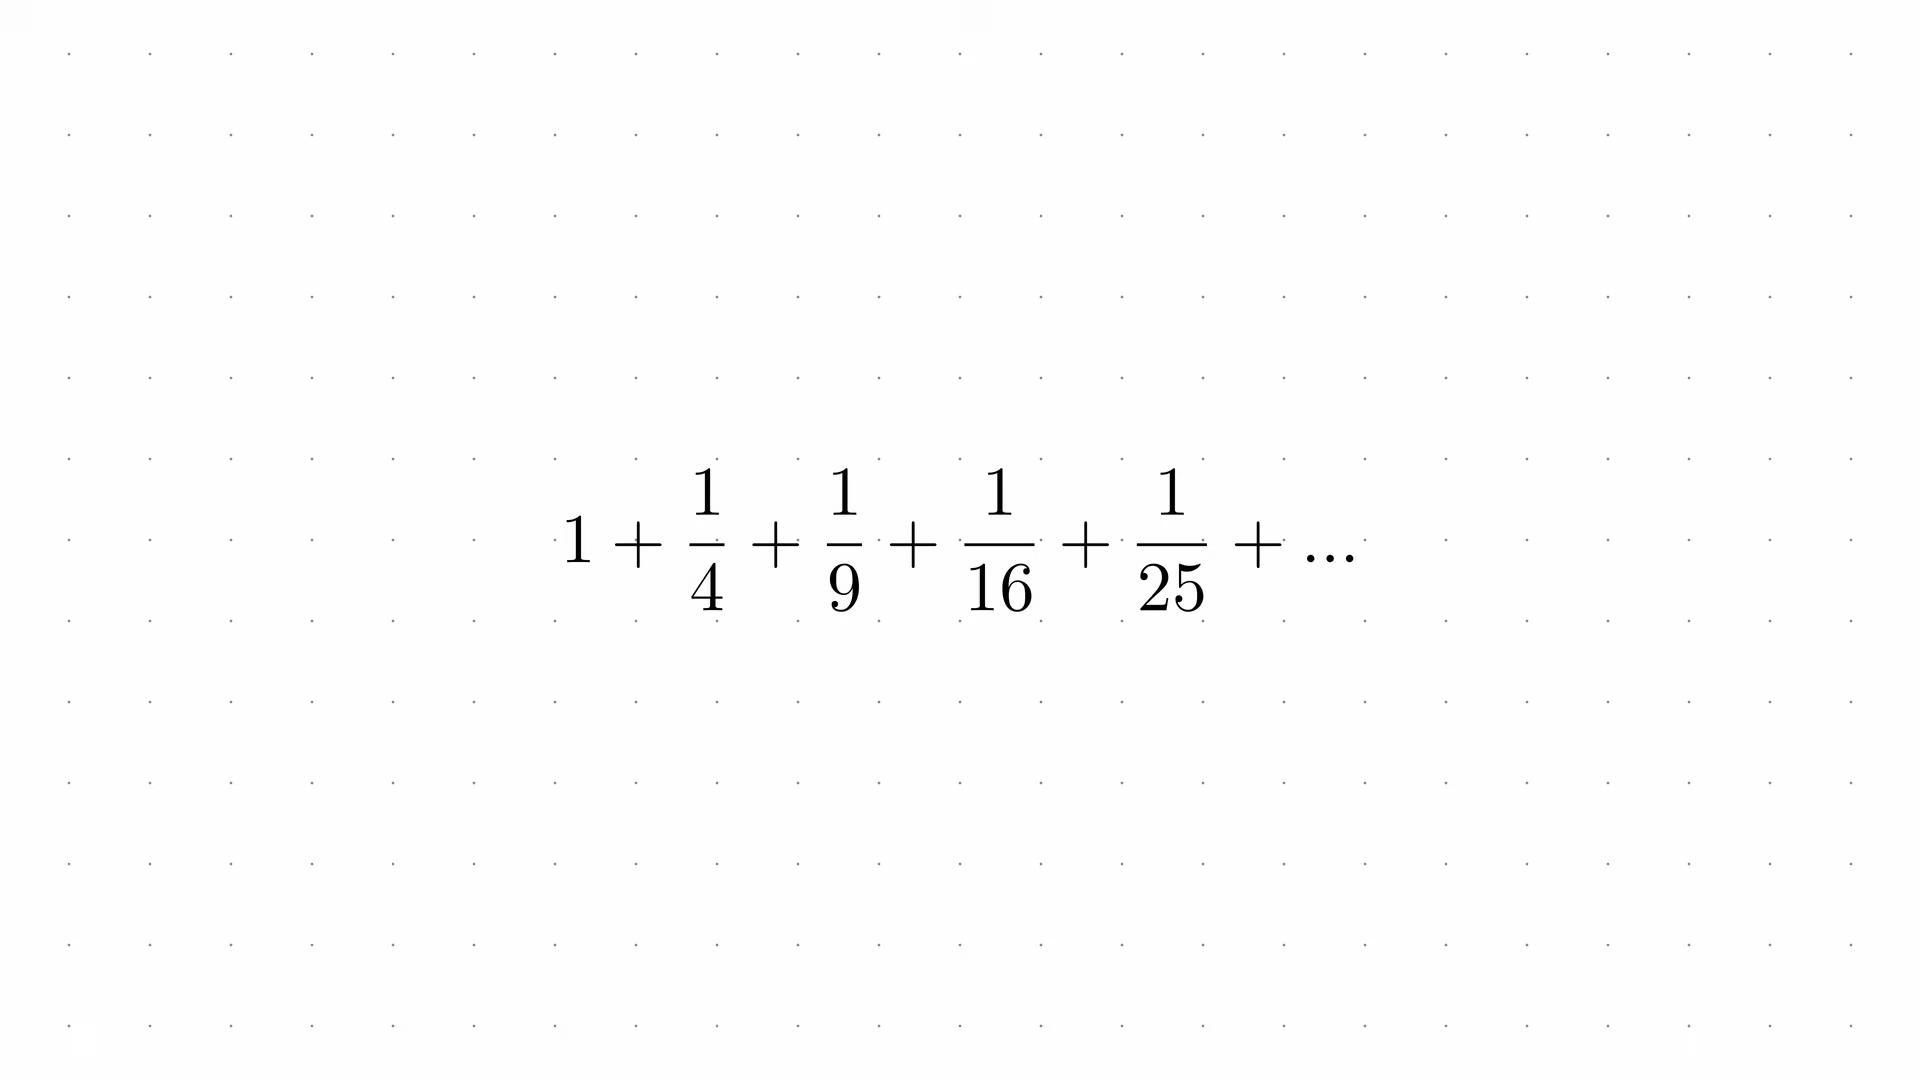 1 + 1/4 + 1/9 + 1/16 + 1/25 + ...